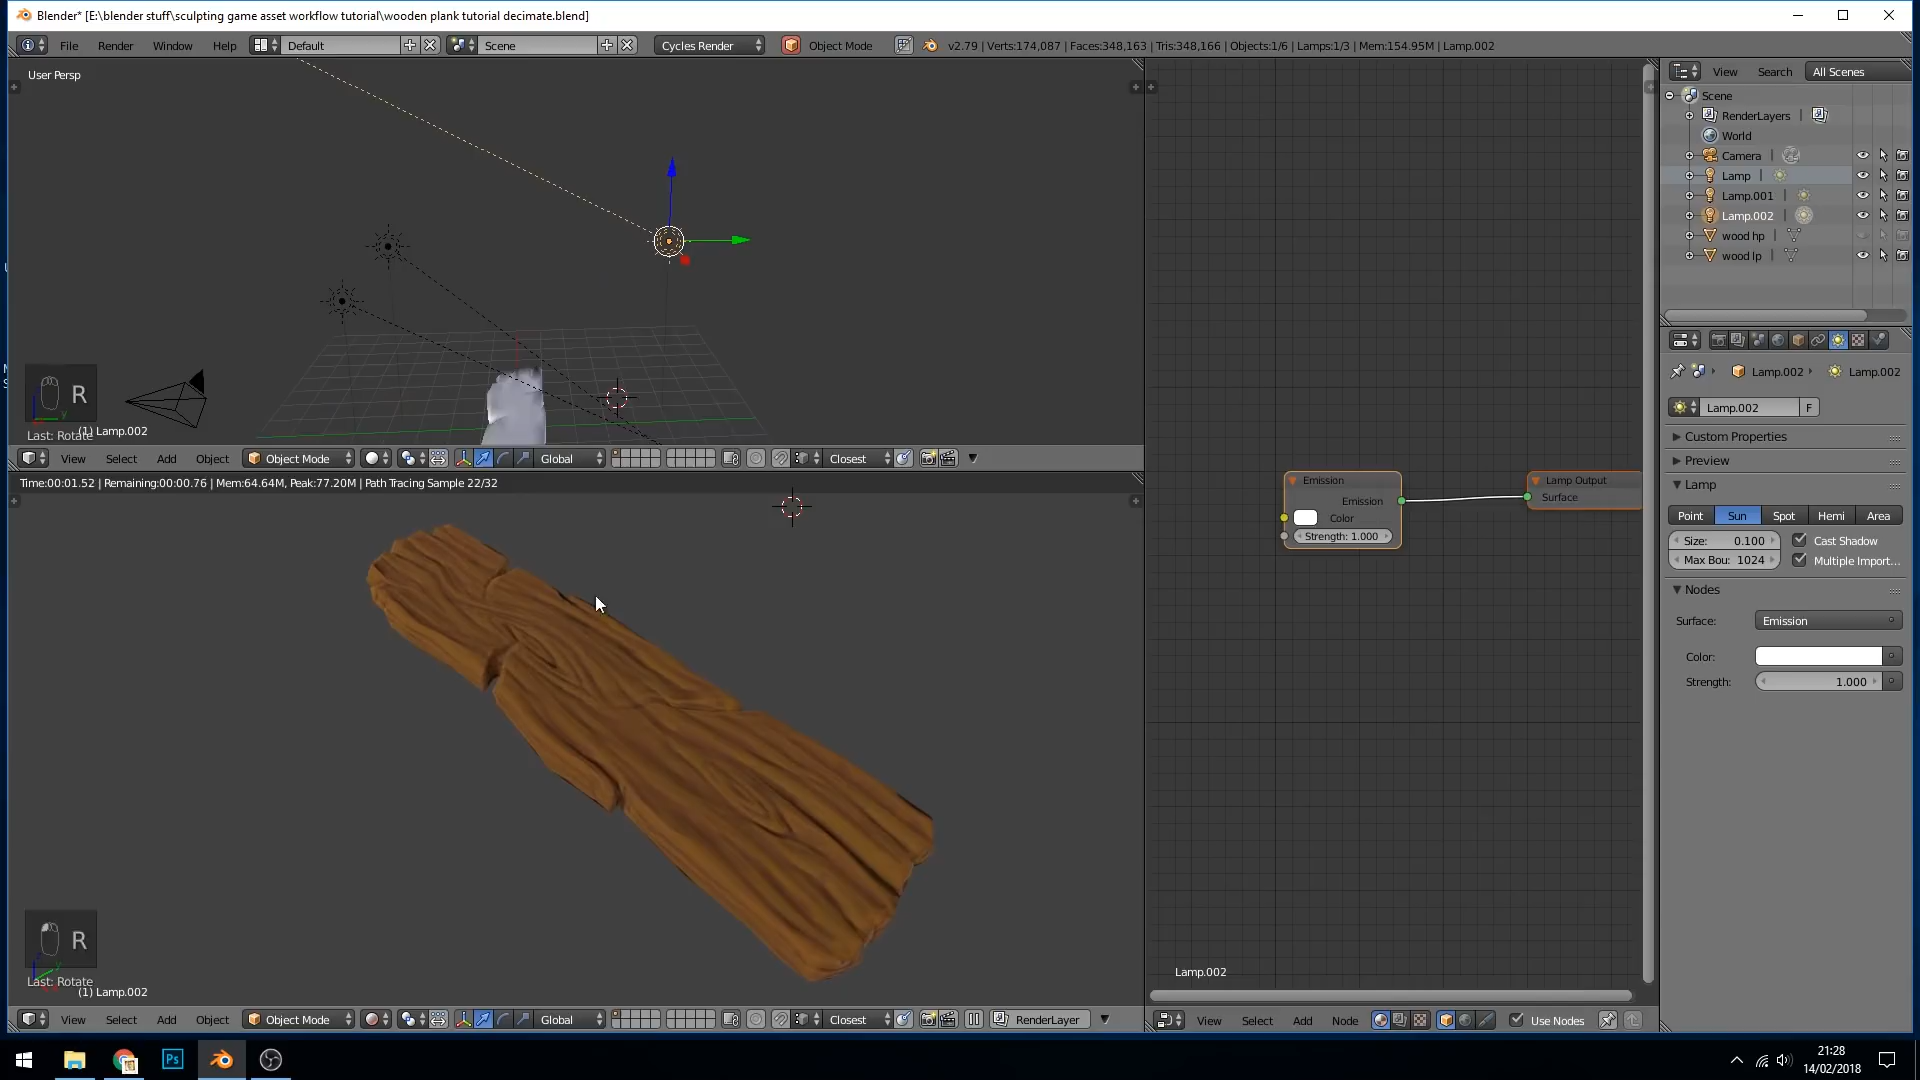 Blender* [E:\blender stuff\sculpting game asset workflow tutorial\wooden plank tutorial decimate.blend]
File Render Window Help Default Scene Cycles Render Object Mode v2.79 | Verts:174,087 | Faces:348,163 | Tris:348,166 | Objects:1/6 | Lamps:1/3 | Mem:154.95M | Lamp.002
User Persp
R
Last: Rotate
(1) Lamp.002
View Select Add Object Object Mode Global Closest
Time:00:01.52 | Remaining:00:00.76 | Mem:64.64M, Peak:77.20M | Path Tracing Sample 22/32
R
Last: Rotate
(1) Lamp.002
View Select Add Object Object Mode Global Closest RenderLayer
Emission
Emission
Color
Strength: 1.000
Lamp Output
Surface
Lamp.002
View Select Add Node Use Nodes
View Search All Scenes
Scene
RenderLayers |
World
Camera |
Lamp |
Lamp.001 |
Lamp.002 |
wood hp |
wood lp |
Lamp.002 Lamp.002
Lamp.002 F
Custom Properties
Preview
Lamp
Point Sun Spot Hemi Area
Size: 0.100 Cast Shadow
Max Bou: 1024 Multiple Import...
Nodes
Surface: Emission
Color:
Strength: 1.000
Ps
21:28
14/02/2018